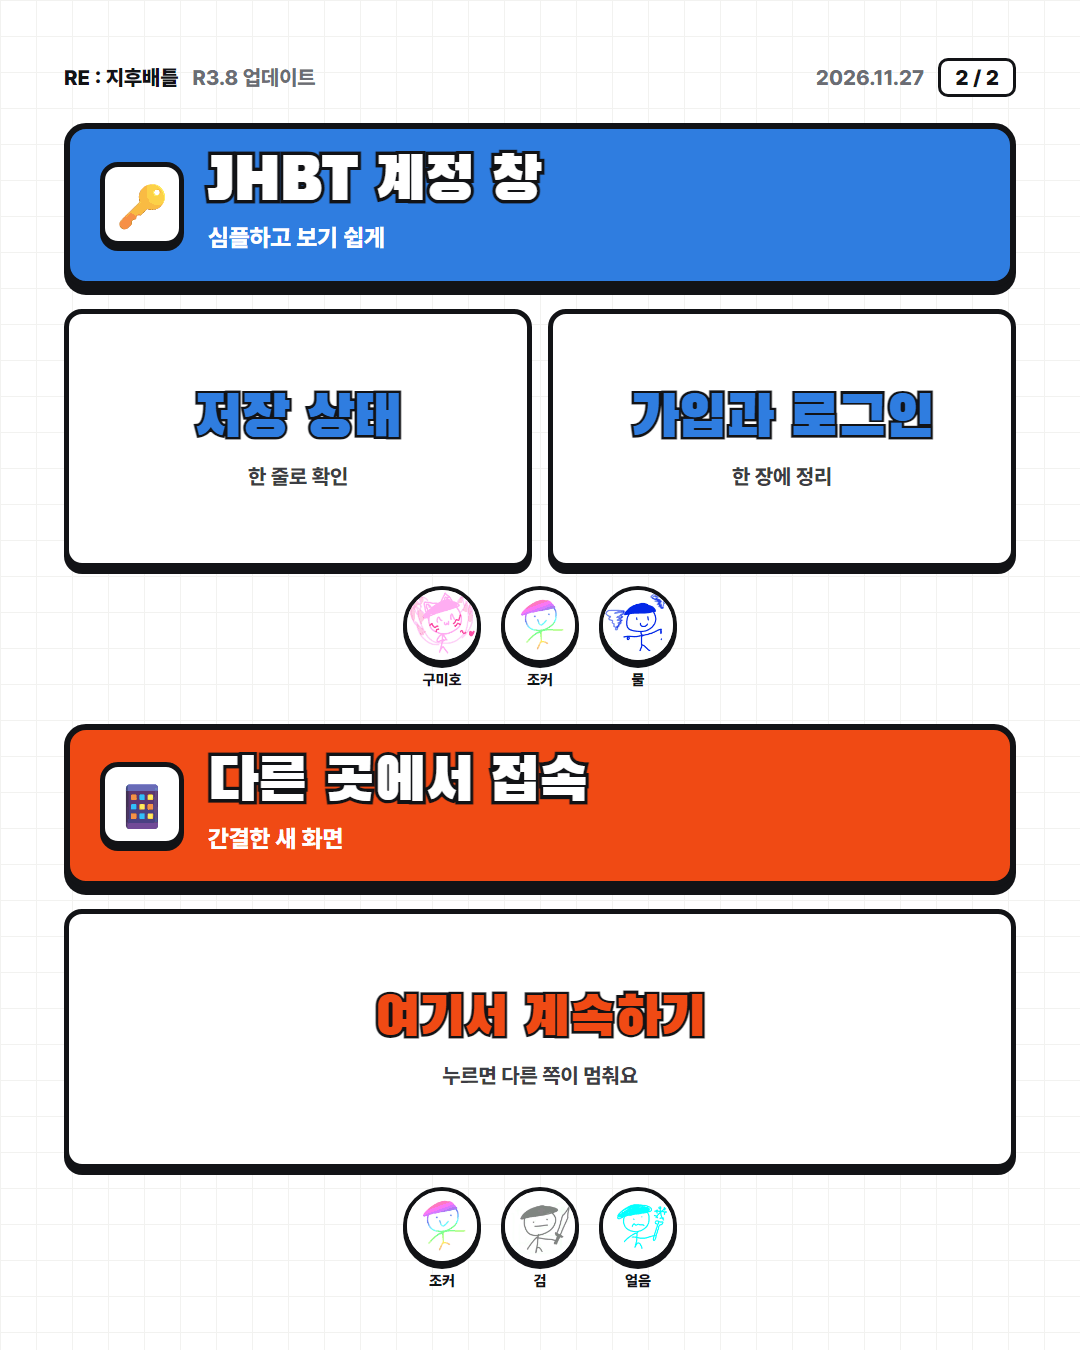 RE : 지후배틀 R3.8 업데이트
2026.11.27 2 / 2
JHBT 계정 창
심플하고 보기 쉽게
저장 상태
한 줄로 확인
가입과 로그인
한 장에 정리
구미호 조커 물
다른 곳에서 접속
간결한 새 화면
여기서 계속하기
누르면 다른 쪽이 멈춰요
조커 검 얼음